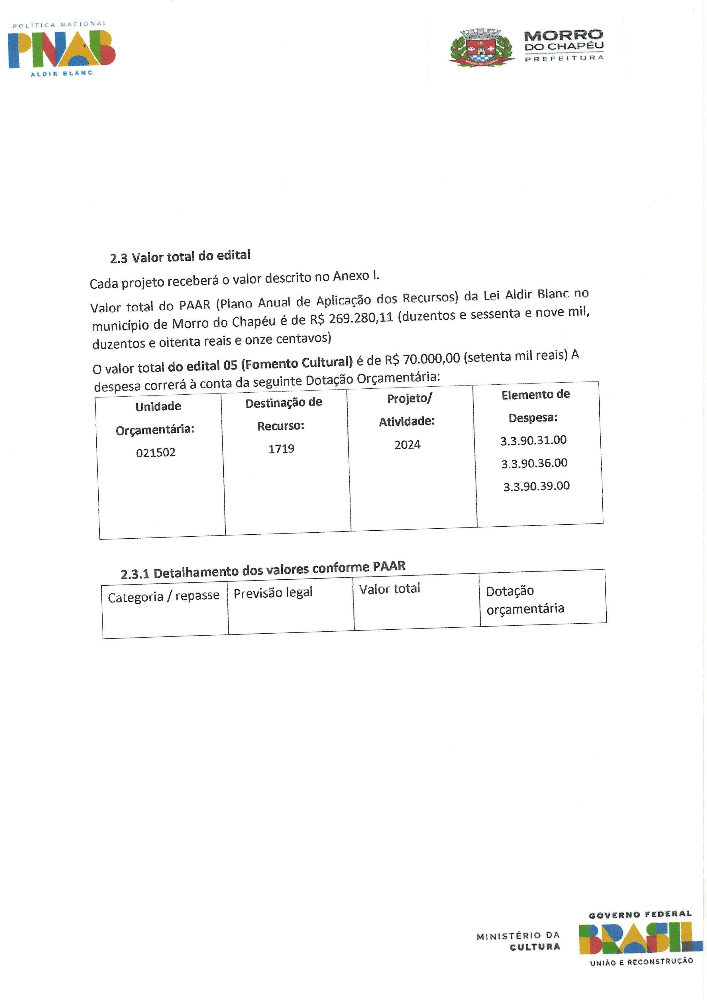 POLÍTICA NACIONAL
PNAB
ALDIR BLANC
MORRO DO CHAPÉU
MORRO
DO CHAPÉU
PREFEITURA
2.3 Valor total do edital
Cada projeto receberá o valor descrito no Anexo I.
Valor total do PAAR (Plano Anual de Aplicação dos Recursos) da Lei Aldir Blanc no
município de Morro do Chapéu é de R$ 269.280,11 (duzentos e sessenta e nove mil,
duzentos e oitenta reais e onze centavos)
O valor total do edital 05 (Fomento Cultural) é de R$ 70.000,00 (setenta mil reais) A
despesa correrá à conta da seguinte Dotação Orçamentária:
Unidade
Orçamentária:
021502
Destinação de
Recurso:
1719
Projeto/
Atividade:
2024
Elemento de
Despesa:
3.3.90.31.00
3.3.90.36.00
3.3.90.39.00
2.3.1 Detalhamento dos valores conforme PAAR
Categoria / repasse
Previsão legal
Valor total
Dotação
orçamentária
MINISTÉRIO DA
CULTURA
GOVERNO FEDERAL
BRASIL
UNIÃO E RECONSTRUÇÃO